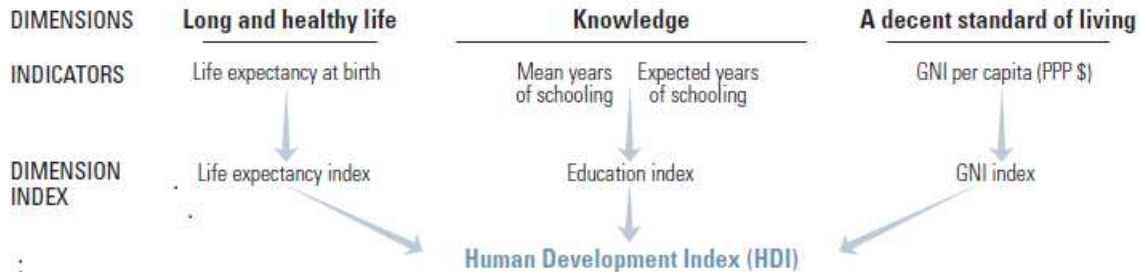 DIMENSIONS Long and healthy life Knowledge A decent standard of living
INDICATORS Life expectancy at birth Mean years Expected years GNI per capita (PPP $)
of schooling of schooling
DIMENSION Life expectancy index Education index GNI index
INDEX
Human Development Index (HDI)